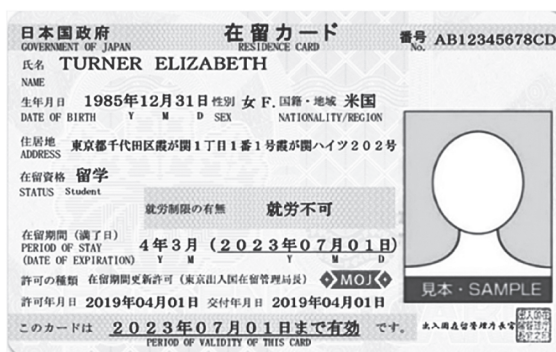 日本国政府 在留カード 番号 AB12345678CD
GOVERNMENT OF JAPAN RESIDENCE CARD No.
氏名 TURNER ELIZABETH
NAME
生年月日 1985年12月31日 性別 女 F. 国籍・地域 米国
DATE OF BIRTH Y M D SEX NATIONALITY/REGION
住居地 東京都千代田区霞が関1丁目1番1号霞が関ハイツ202号
ADDRESS
在留資格 留学
STATUS Student
就労制限の有無 就労不可
在留期間（満了日） 4年3月（2023年07月01日）
PERIOD OF STAY
(DATE OF EXPIRATION) Y M Y M D
許可の種類 在留期間更新許可（東京出入国在留管理局長） MOJ
許可年月日 2019年04月01日 交付年月日 2019年04月01日
見本・SAMPLE
このカードは 2023年07月01日まで有効 です。
PERIOD OF VALIDITY OF THIS CARD
出入国在留管理庁長官